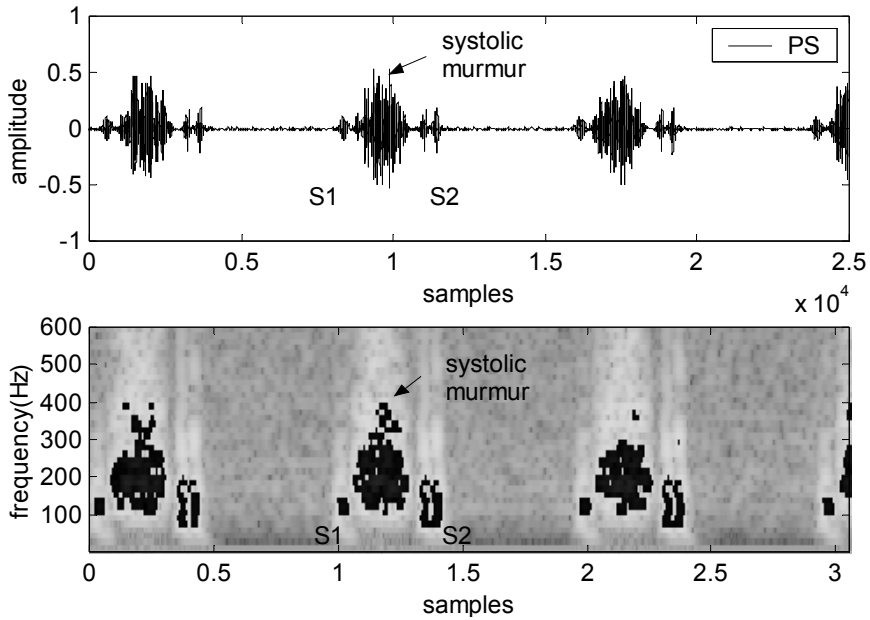 1
0.5
0
-0.5
-1
amplitude
systolic
murmur
PS
S1
S2
0
0.5
1
1.5
2
2.5
samples
x 10⁴
600
500
400
300
200
100
frequency(Hz)
systolic
murmur
S1
S2
0
0.5
1
1.5
2
2.5
3
samples